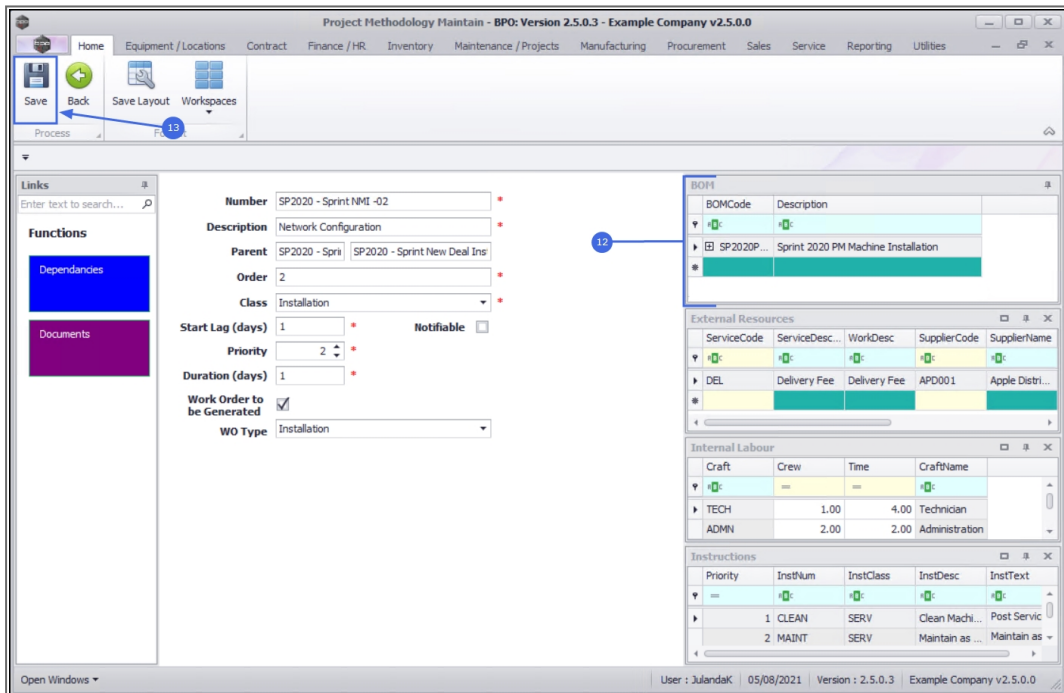 Project Methodology Maintain - BPO: Version 2.5.0.3 - Example Company v2.5.0.0
Home Equipment / Locations Contract Finance / HR Inventory Maintenance / Projects Manufacturing Procurement Sales Service Reporting Utilities
Save Back Save Layout Workspaces
13
Process
Links
Enter text to search...
Functions
Dependancies
Documents
Number SP2020 - Sprint NMI -02 *
Description Network Configuration *
Parent SP2020 - Spri SP2020 - Sprint New Deal Ins
Order 2 *
Class Installation *
Start Lag (days) 1 * Notifiable
Priority 2 *
Duration (days) 1 *
Work Order to
be Generated
WO Type Installation
12
BOM
BOMCode Description
SP2020P... Sprint 2020 PM Machine Installation
External Resources
ServiceCode ServiceDesc... WorkDesc SupplierCode SupplierName
DEL Delivery Fee Delivery Fee APD001 Apple Distri...
Internal Labour
Craft Crew Time CraftName
= =
TECH 1.00 4.00 Technician
ADMN 2.00 2.00 Administration
Instructions
Priority InstNum InstClass InstDesc InstText
=
1 CLEAN SERV Clean Machi... Post Servic
2 MAINT SERV Maintain as ... Maintain as
Open Windows User : JulandaK 05/08/2021 Version : 2.5.0.3 Example Company v2.5.0.0